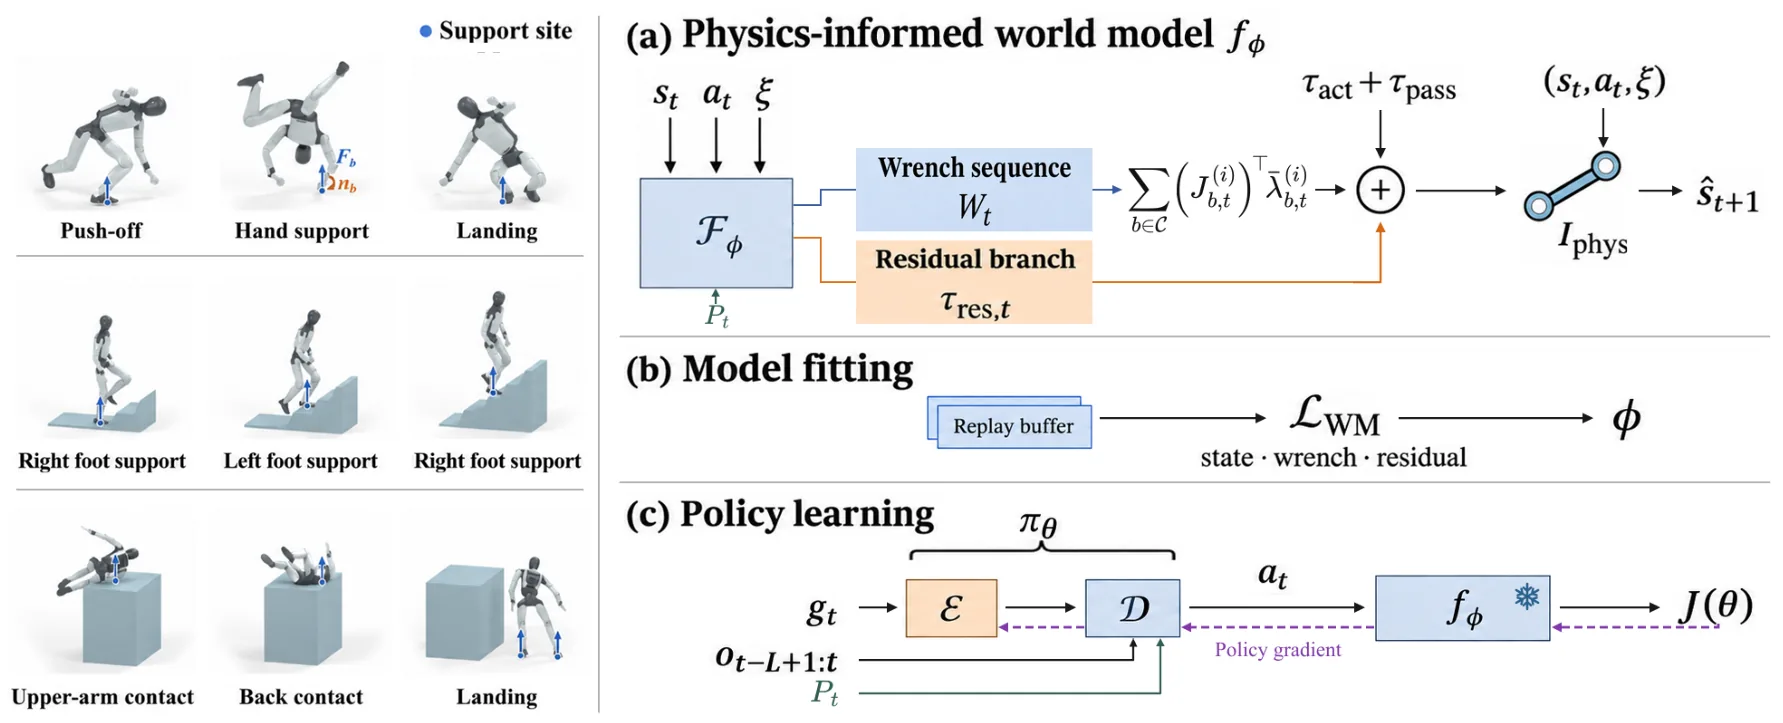 Support site
F_b
n_b
Push-off
Hand support
Landing
Right foot support
Left foot support
Right foot support
Upper-arm contact
Back contact
Landing
(a) Physics-informed world model f_ϕ
s_t
a_t
ξ
τ_act + τ_pass
(s_t, a_t, ξ)
ℱ_ϕ
P_t
Wrench sequence
W_t
∑_{b∈𝒞} (J_{b,t}^{(i)})^⊤ λ̄_{b,t}^{(i)}
+
I_phys
ŝ_{t+1}
Residual branch
τ_{res,t}
(b) Model fitting
Replay buffer
ℒ_WM
ϕ
state · wrench · residual
(c) Policy learning
π_θ
g_t
ℰ
𝒟
a_t
f_ϕ
J(θ)
Policy gradient
o_{t−L+1:t}
P_t